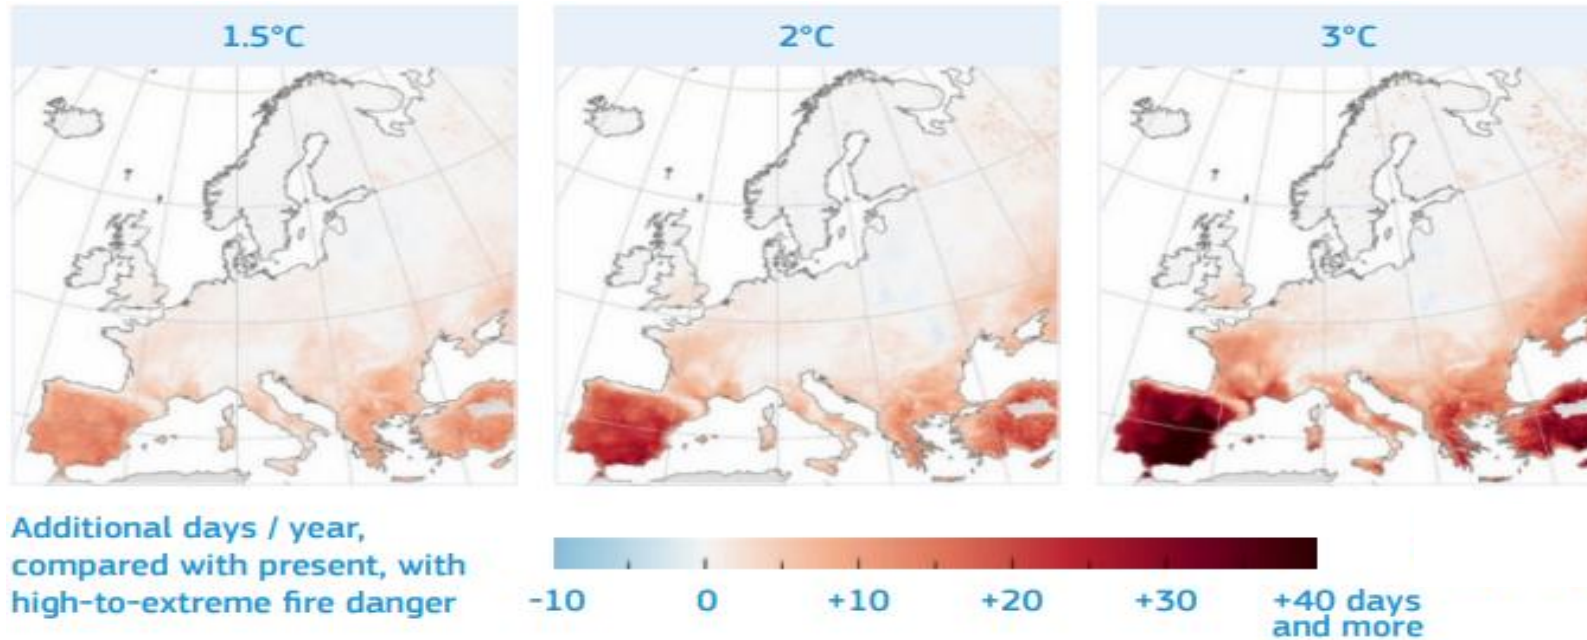 1.5°C
2°C
3°C
Additional days / year,
compared with present, with
high-to-extreme fire danger
-10 0 +10 +20 +30 +40 days
and more